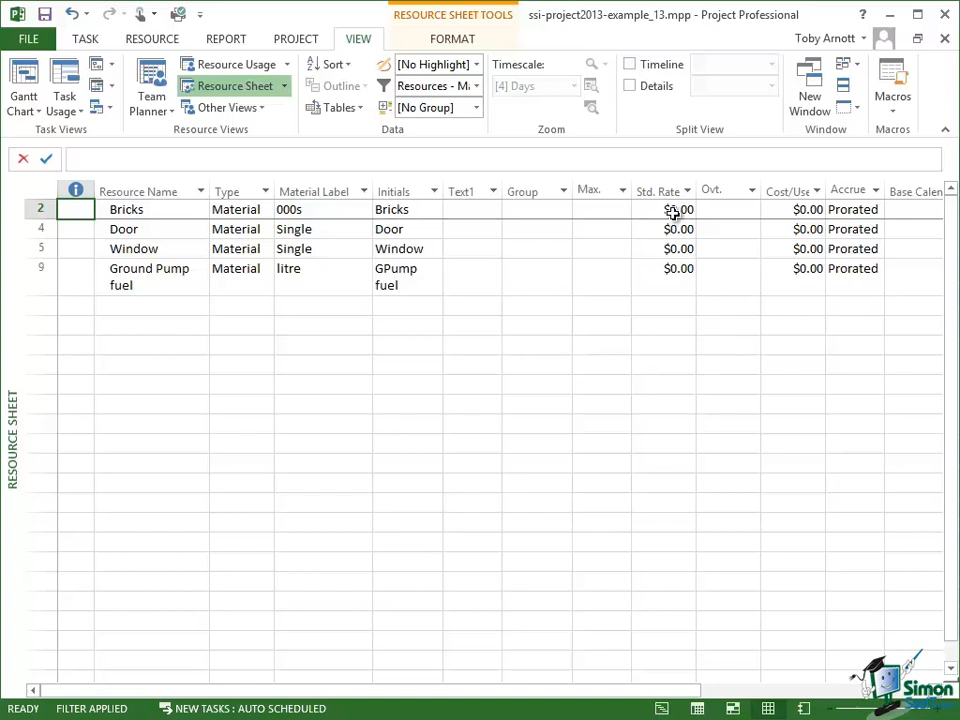 RESOURCE SHEET TOOLS
ssi-project2013-example_13.mpp - Project Professional
FILE TASK RESOURCE REPORT PROJECT VIEW FORMAT
Toby Arnott
Gantt Chart
Task Usage
Task Views
Team Planner
Resource Usage
Resource Sheet
Other Views
Resource Views
Sort
Outline
Tables
[No Highlight]
Resources - Ma
[No Group]
Data
Timescale:
[4] Days
Zoom
Timeline
Details
Split View
New Window
Window
Macros
Macros
Resource Name Type Material Label Initials Text1 Group Max. Std. Rate Ovt. Cost/Use Accrue Base Calen
2 Bricks Material 000s Bricks $0.00 $0.00 Prorated
4 Door Material Single Door $0.00 $0.00 Prorated
5 Window Material Single Window $0.00 $0.00 Prorated
9 Ground Pump fuel Material litre GPump fuel $0.00 $0.00 Prorated
RESOURCE SHEET
READY FILTER APPLIED NEW TASKS : AUTO SCHEDULED
Simon